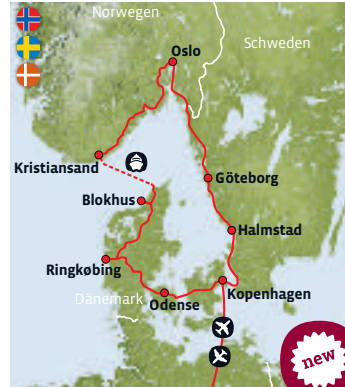 Norwegen
Schweden
Oslo
Kristiansand
Göteborg
Blokhus
Halmstad
Ringkøbing
Kopenhagen
Dänemark
Odense
new